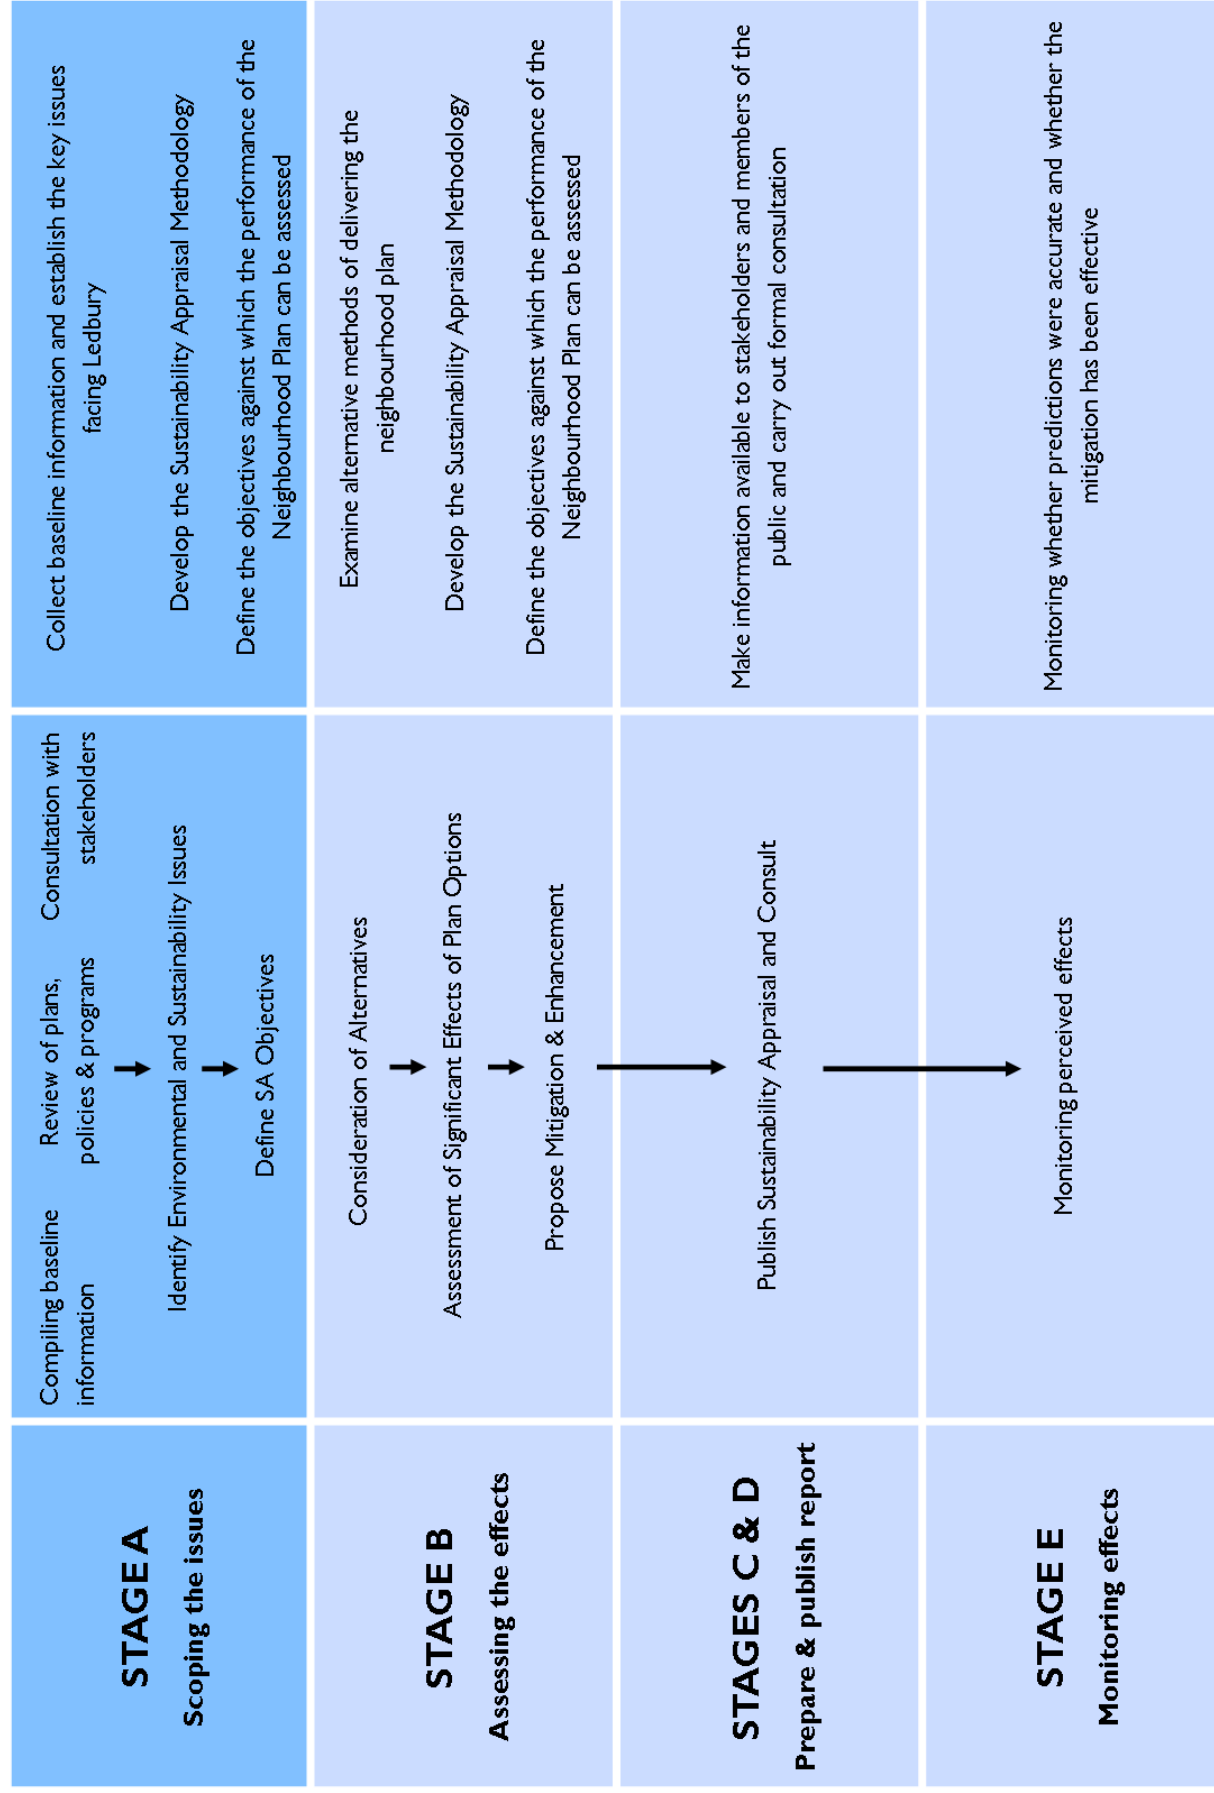 STAGE A
Scoping the issues
Compiling baseline
information
Review of plans,
policies & programs
Consultation with
stakeholders
Identify Environmental and Sustainability Issues
Define SA Objectives
Collect baseline information and establish the key issues
facing Ledbury
Develop the Sustainability Appraisal Methodology
Define the objectives against which the performance of the
Neighbourhood Plan can be assessed
STAGE B
Assessing the effects
Consideration of Alternatives
Assessment of Significant Effects of Plan Options
Propose Mitigation & Enhancement
Examine alternative methods of delivering the
neighbourhood plan
Develop the Sustainability Appraisal Methodology
Define the objectives against which the performance of the
Neighbourhood Plan can be assessed
STAGES C & D
Prepare & publish report
Publish Sustainability Appraisal and Consult
Make information available to stakeholders and members of the
public and carry out formal consultation
STAGE E
Monitoring effects
Monitoring perceived effects
Monitoring whether predictions were accurate and whether the
mitigation has been effective